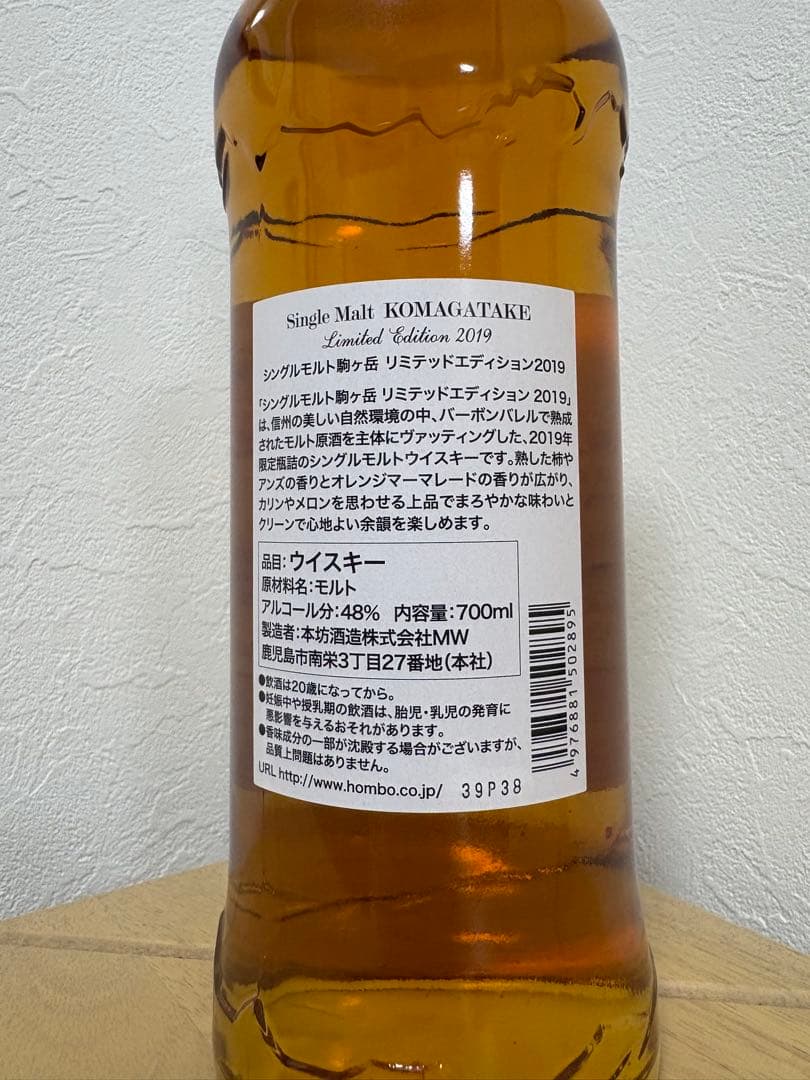 Single Malt KOMAGATAKE
Limited Edition 2019
シングルモルト駒ヶ岳 リミテッドエディション2019
「シングルモルト駒ヶ岳 リミテッドエディション 2019」
は、信州の美しい自然環境の中、バーボンバレルで熟成
されたモルト原酒を主体にヴァッティングした、2019年
限定瓶詰のシングルモルトウイスキーです。熟した柿や
アンズの香りとオレンジマーマレードの香りが広がり、
カリンやメロンを思わせる上品でまろやかな味わいと
クリーンで心地よい余韻を楽しめます。
品目:ウイスキー
原材料名:モルト
アルコール分:48% 内容量:700ml
製造者:本坊酒造株式会社MW
鹿児島市南栄3丁目27番地(本社)
●飲酒は20歳になってから。
●妊娠中や授乳期の飲酒は、胎児・乳児の発育に
悪影響を与えるおそれがあります。
●香味成分の一部が沈殿する場合がございますが、
品質上問題はありません。
URL http://www.hombo.co.jp/ 39P38
4 976881 502895